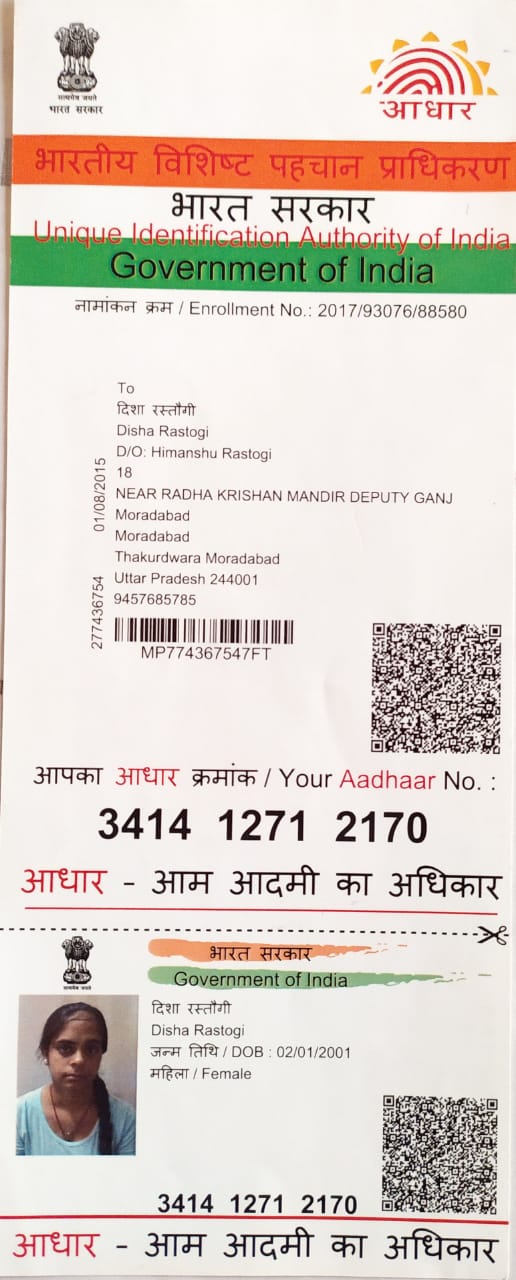 सत्यमेव जयते
भारत सरकार
आधार
भारतीय विशिष्ट पहचान प्राधिकरण
भारत सरकार
Unique Identification Authority of India
Government of India
नामांकन क्रम / Enrollment No.: 2017/93076/88580
To
दिशा रस्तौगी
Disha Rastogi
D/O: Himanshu Rastogi
18
NEAR RADHA KRISHAN MANDIR DEPUTY GANJ
Moradabad
Moradabad
Thakurdwara Moradabad
Uttar Pradesh 244001
9457685785
277436754 01/08/2015
MP774367547FT
आपका आधार क्रमांक / Your Aadhaar No. :
3414 1271 2170
आधार - आम आदमी का अधिकार
भारत सरकार
Government of India
दिशा रस्तौगी
Disha Rastogi
जन्म तिथि / DOB : 02/01/2001
महिला / Female
3414 1271 2170
आधार - आम आदमी का अधिकार